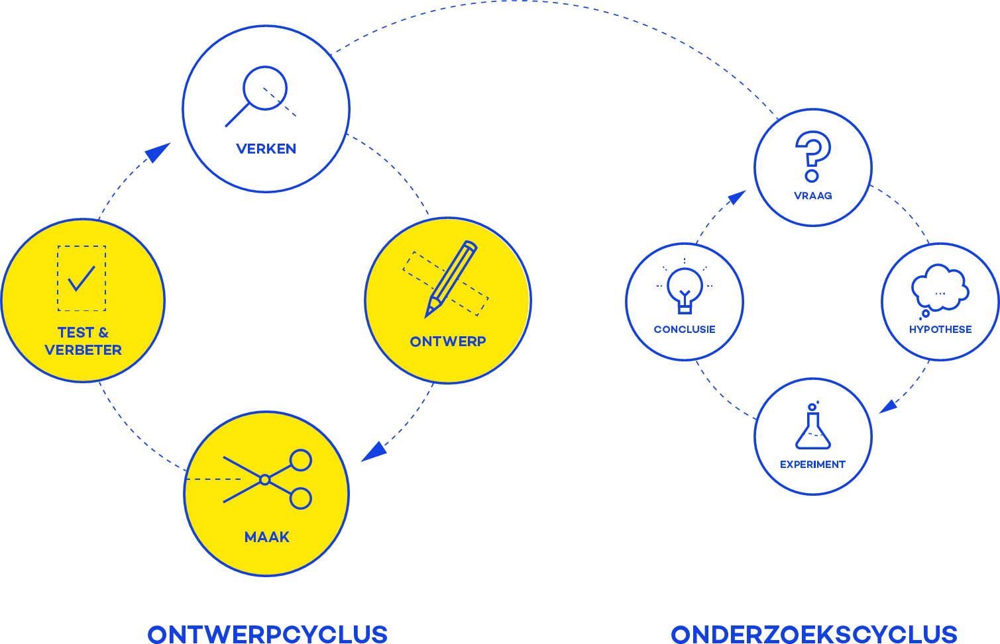 VERKEN
ONTWERP
MAAK
TEST &
VERBETER
ONTWERPCYCLUS
VRAAG
HYPOTHESE
EXPERIMENT
CONCLUSIE
ONDERZOEKSCYCLUS